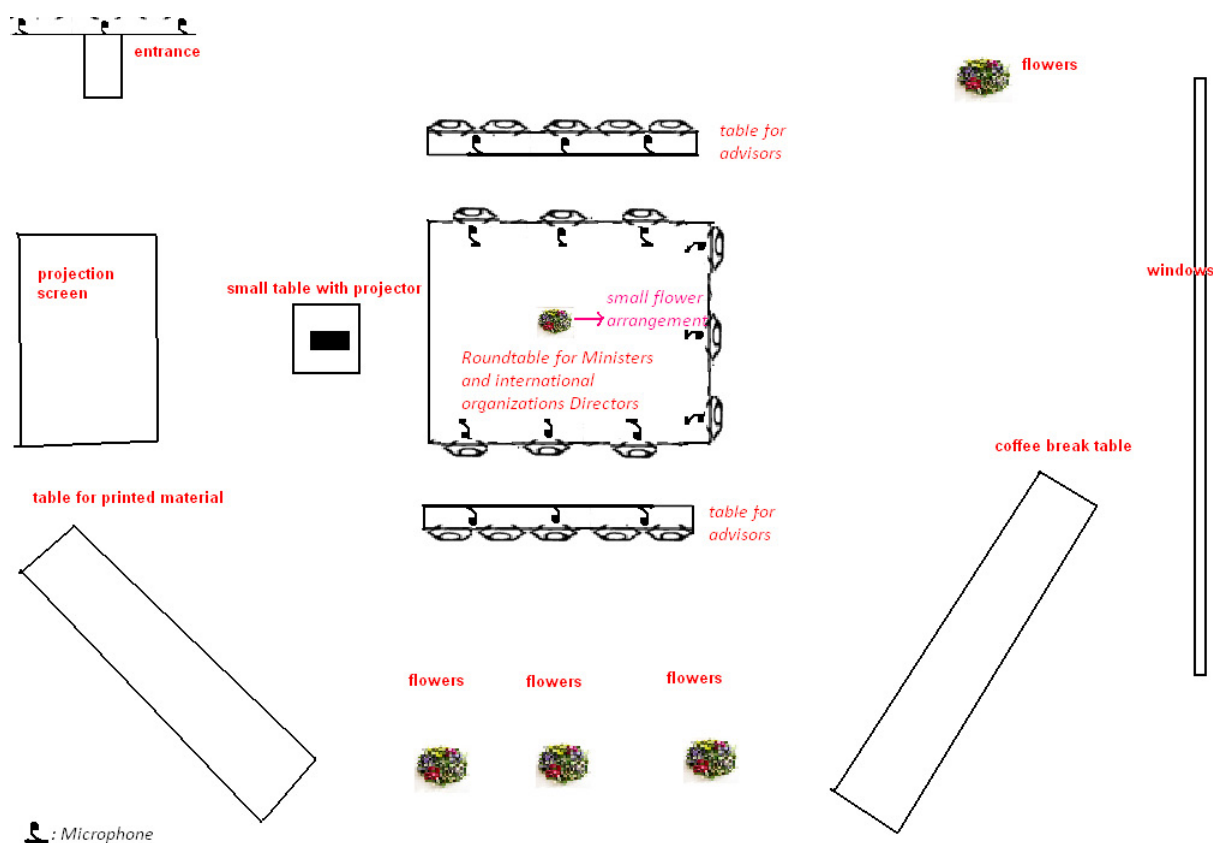 entrance
flowers
table for
advisors
projection
screen
small table with projector
windows
small flower
arrangement
Roundtable for Ministers
and international
organizations Directors
coffee break table
table for printed material
table for
advisors
flowers
flowers
flowers
: Microphone